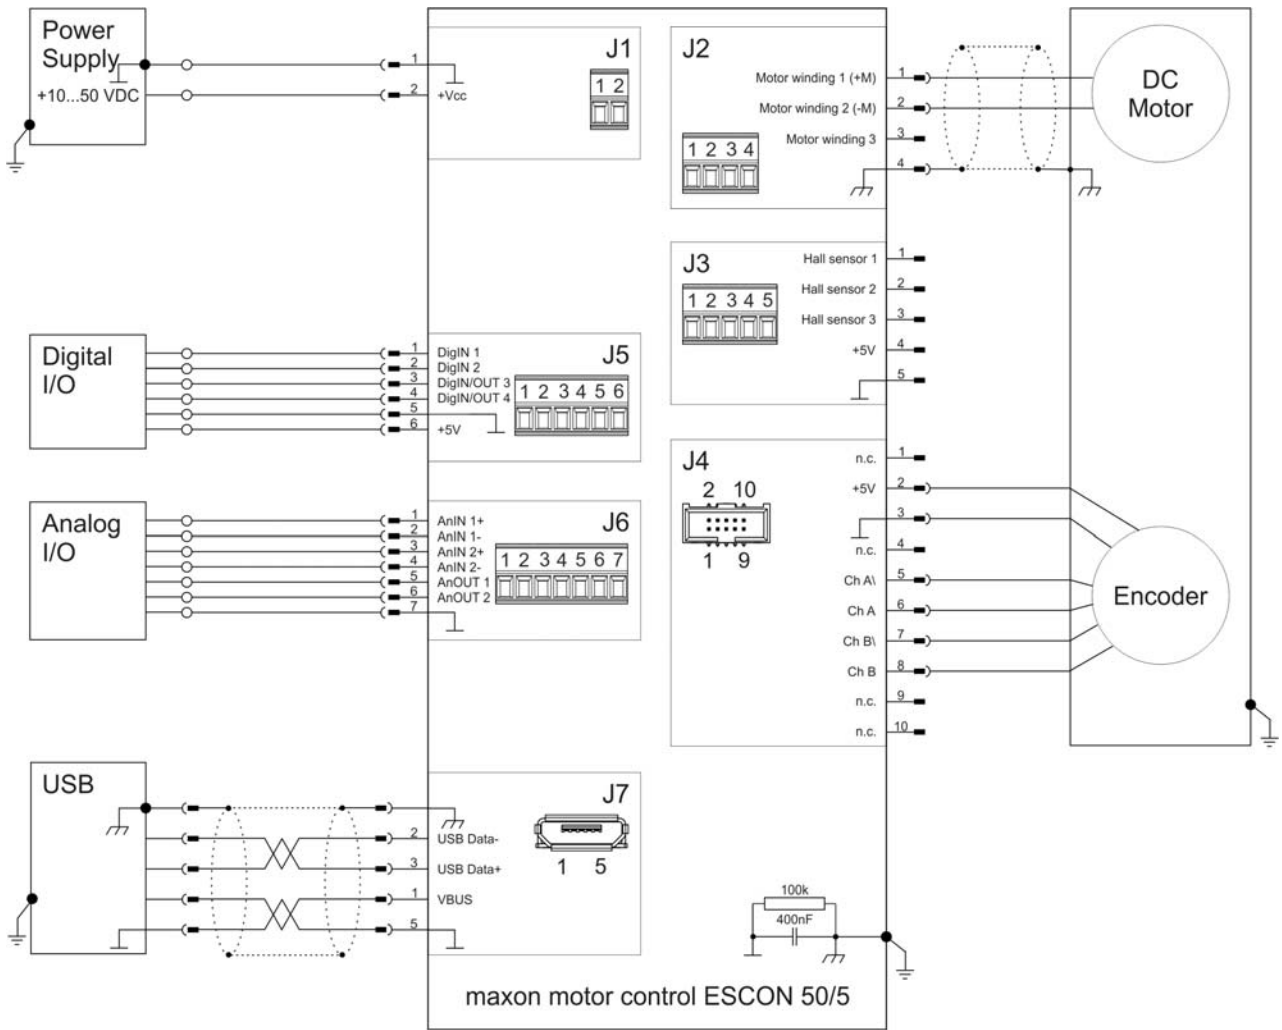 Power
Supply
+10...50 VDC
1
2
+Vcc
J1
1 2
J2
Motor winding 1 (+M)
1
Motor winding 2 (-M)
2
Motor winding 3
3
4
1 2 3 4
DC
Motor
J3
Hall sensor 1
1
Hall sensor 2
2
Hall sensor 3
3
+5V
4
5
1 2 3 4 5
Digital
I/O
1
DigIN 1
2
DigIN 2
3
DigIN/OUT 3
4
DigIN/OUT 4
5
6
+5V
J5
1 2 3 4 5 6
J4
2 10
1 9
n.c.
1
+5V
2
3
n.c.
4
Ch A\
5
Ch A
6
Ch B\
7
Ch B
8
n.c.
9
n.c.
10
Encoder
Analog
I/O
1
AnIN 1+
2
AnIN 1-
3
AnIN 2+
4
AnIN 2-
5
AnOUT 1
6
AnOUT 2
7
J6
1 2 3 4 5 6 7
USB
2
USB Data-
3
USB Data+
1
VBUS
5
J7
1 5
100k
400nF
maxon motor control ESCON 50/5